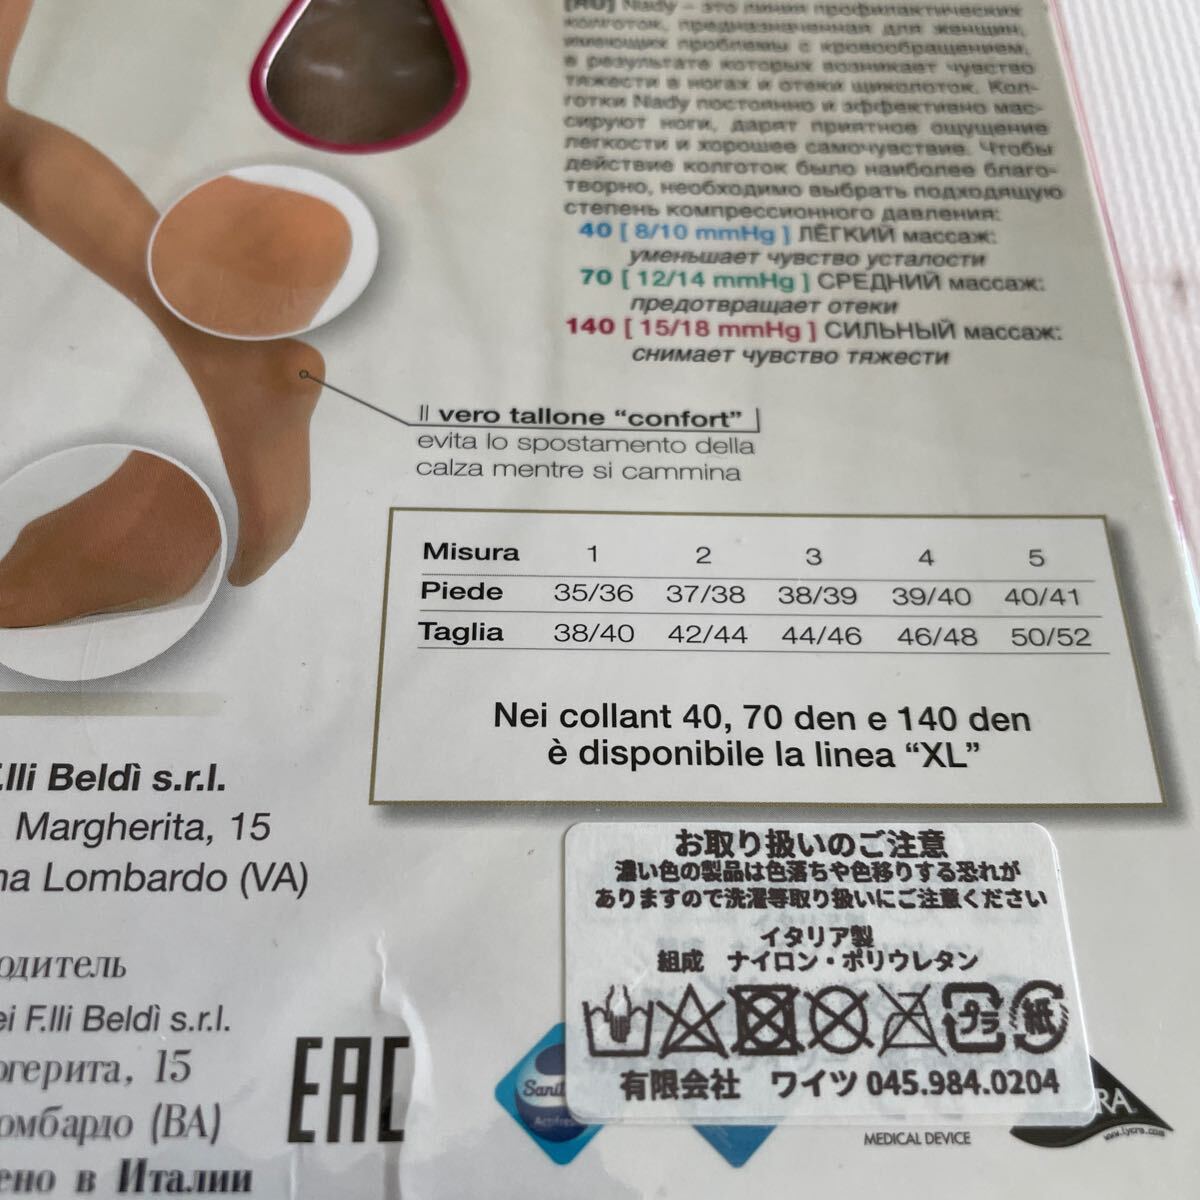 [RU] Nady – это линия профилактических
колготок, предназначенная для женщин,
имеющих проблемы с кровообращением,
в результате которых возникает чувство
тяжести в ногах и отеки щиколоток. Кол-
готки Nady постоянно и эффективно мас-
сируют ноги, дарят приятное ощущение
легкости и хорошее самочувствие. Чтобы
действие колготок было наиболее благо-
творно, необходимо выбрать подходящую
степень компрессионного давления:
40 [ 8/10 mmHg ] ЛЁГКИЙ массаж:
уменьшает чувство усталости
70 [ 12/14 mmHg ] СРЕДНИЙ массаж:
предотвращает отеки
140 [ 15/18 mmHg ] СИЛЬНЫЙ массаж:
снимает чувство тяжести
Il vero tallone “confort”
evita lo spostamento della
calza mentre si cammina
Misura 1 2 3 4 5
Piede 35/36 37/38 38/39 39/40 40/41
Taglia 38/40 42/44 44/46 46/48 50/52
Nei collant 40, 70 den e 140 den
è disponibile la linea “XL”
F.lli Beldì s.r.l.
Margherita, 15
na Lombardo (VA)
одитель
ei F.lli Beldì s.r.l.
ргерита, 15
омбардо (ВА)
ено в Италии
EAC
お取り扱いのご注意
濃い色の製品は色落ちや色移りする恐れが
ありますので洗濯等取り扱いにご注意ください
イタリア製
組成 ナイロン・ポリウレタン
プラ 紙
有限会社 ワイツ 045.984.0204
Sanit
MEDICAL DEVICE
RA.
www.lycra.com